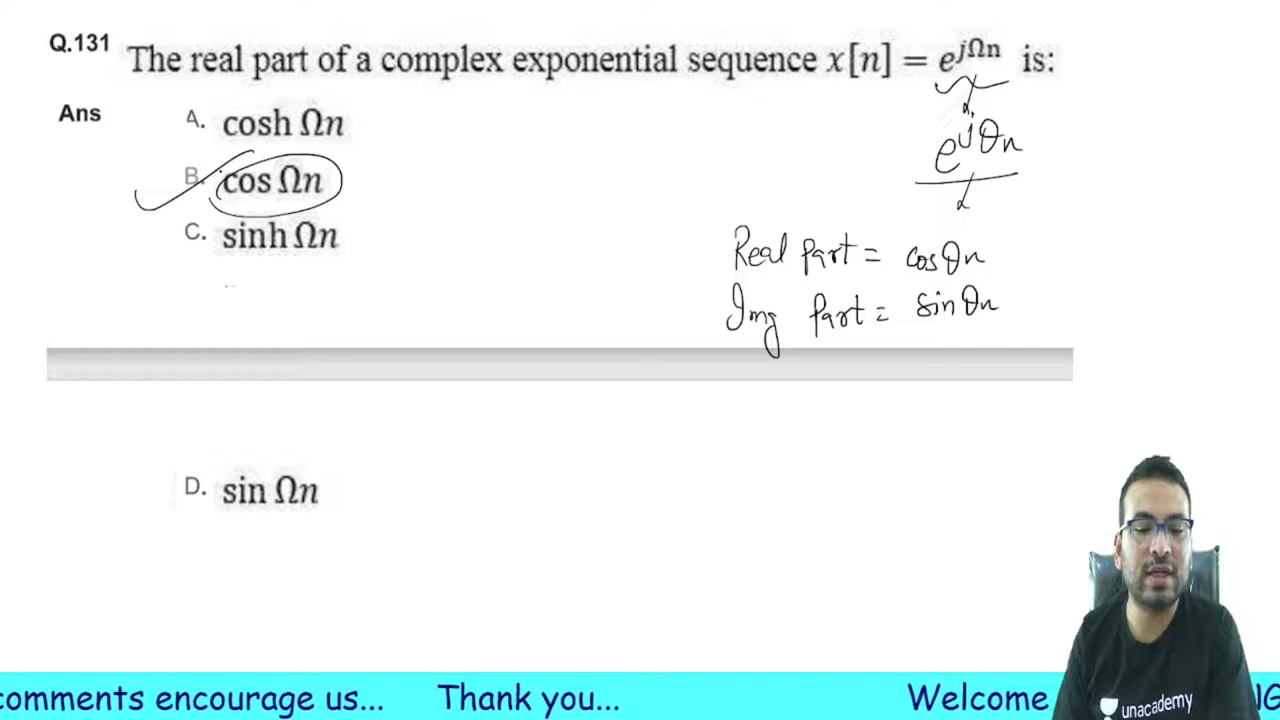 Q.131 The real part of a complex exponential sequence x[n] = e^{jΩn} is:
e^{jθn}
Ans
A. cosh Ωn
B. cos Ωn
C. sinh Ωn
Real part = cosθn
Img part = sinθn
D. sin Ωn
unacademy
comments encourage us... Thank you... Welcome